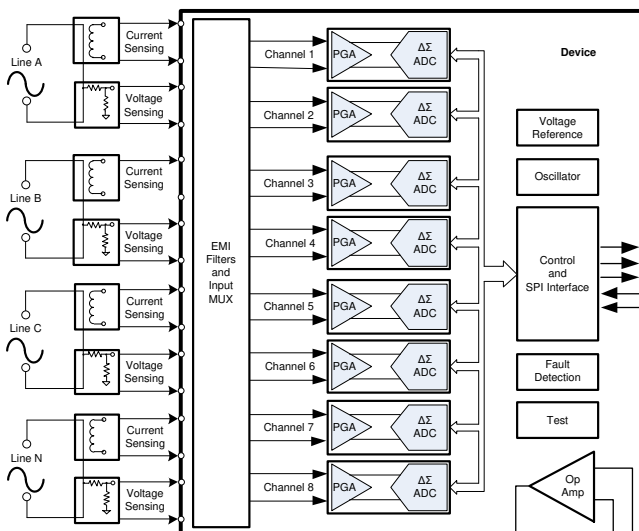 Line A
Current
Sensing
Voltage
Sensing
Line B
Current
Sensing
Voltage
Sensing
Line C
Current
Sensing
Voltage
Sensing
Line N
Current
Sensing
Voltage
Sensing
EMI
Filters
and
Input
MUX
Channel 1
PGA
ΔΣ
ADC
Channel 2
PGA
ΔΣ
ADC
Channel 3
PGA
ΔΣ
ADC
Channel 4
PGA
ΔΣ
ADC
Channel 5
PGA
ΔΣ
ADC
Channel 6
PGA
ΔΣ
ADC
Channel 7
PGA
ΔΣ
ADC
Channel 8
PGA
ΔΣ
ADC
Device
Voltage
Reference
Oscillator
Control
and
SPI Interface
Fault
Detection
Test
Op
Amp